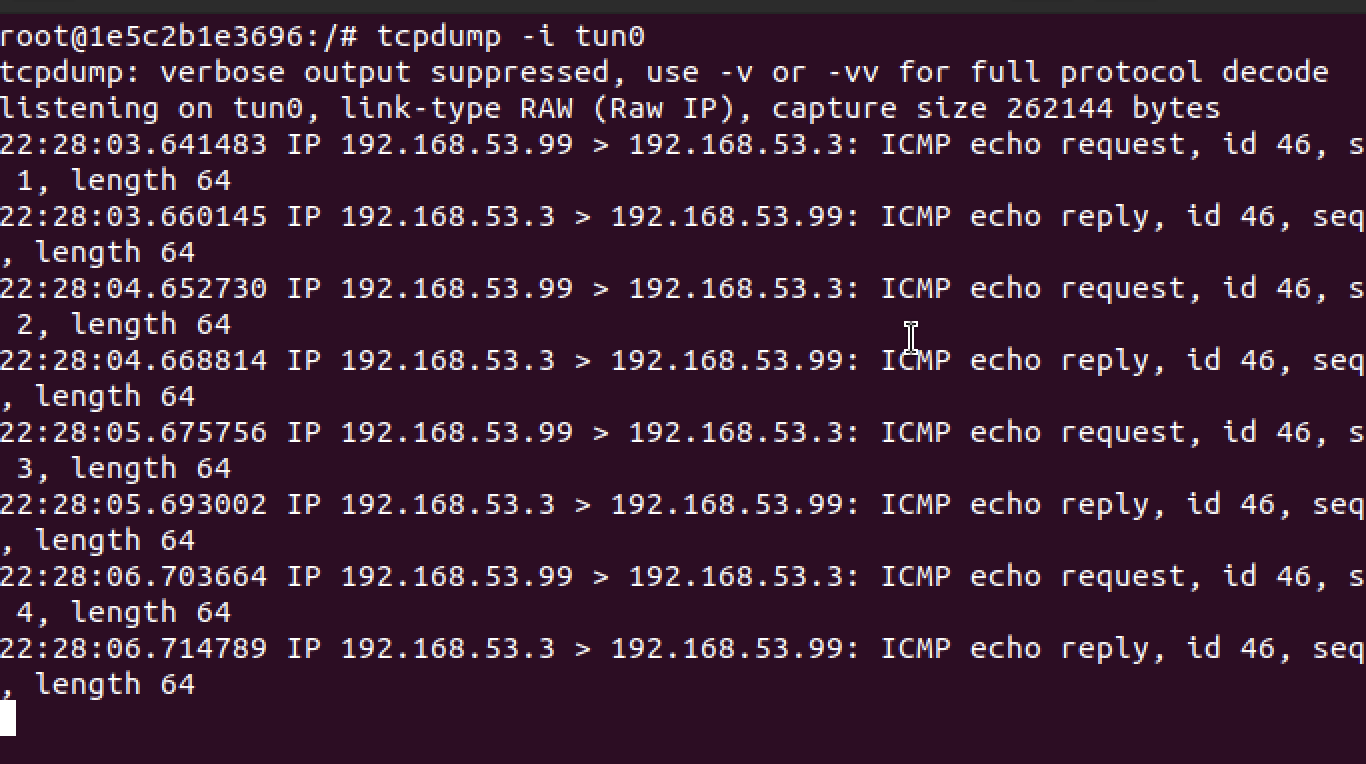 root@1e5c2b1e3696:/# tcpdump -i tun0
tcpdump: verbose output suppressed, use -v or -vv for full protocol decode
listening on tun0, link-type RAW (Raw IP), capture size 262144 bytes
22:28:03.641483 IP 192.168.53.99 > 192.168.53.3: ICMP echo request, id 46, s
1, length 64
22:28:03.660145 IP 192.168.53.3 > 192.168.53.99: ICMP echo reply, id 46, seq
, length 64
22:28:04.652730 IP 192.168.53.99 > 192.168.53.3: ICMP echo request, id 46, s
2, length 64
22:28:04.668814 IP 192.168.53.3 > 192.168.53.99: ICMP echo reply, id 46, seq
, length 64
22:28:05.675756 IP 192.168.53.99 > 192.168.53.3: ICMP echo request, id 46, s
3, length 64
22:28:05.693002 IP 192.168.53.3 > 192.168.53.99: ICMP echo reply, id 46, seq
, length 64
22:28:06.703664 IP 192.168.53.99 > 192.168.53.3: ICMP echo request, id 46, s
4, length 64
22:28:06.714789 IP 192.168.53.3 > 192.168.53.99: ICMP echo reply, id 46, seq
, length 64